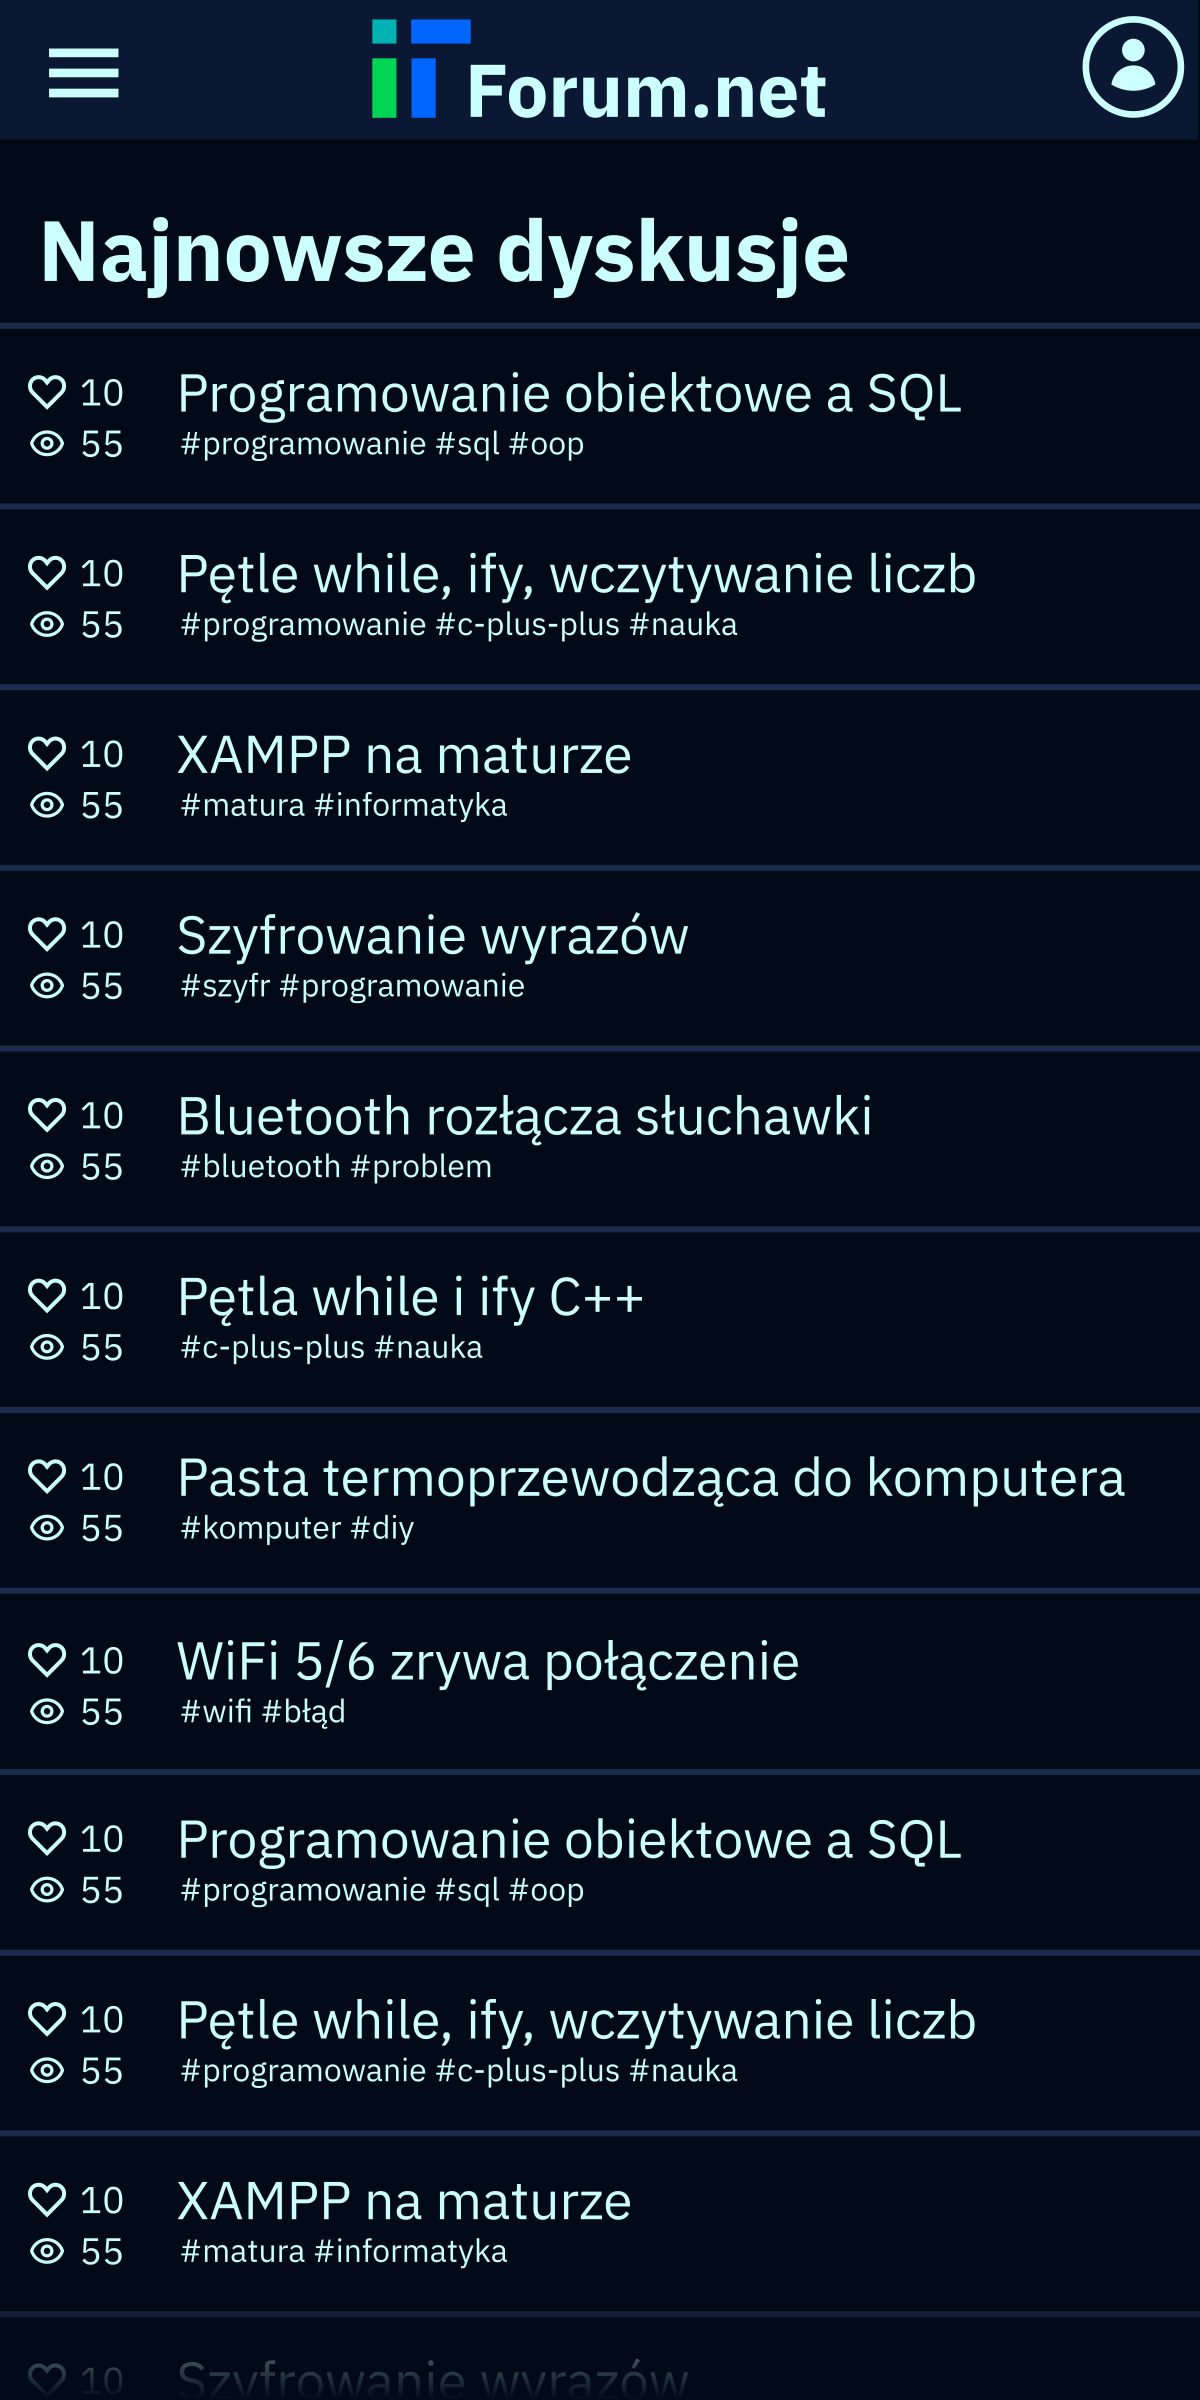 iT Forum.net
Najnowsze dyskusje
10 Programowanie obiektowe a SQL
55 #programowanie #sql #oop
10 Pętle while, ify, wczytywanie liczb
55 #programowanie #c-plus-plus #nauka
10 XAMPP na maturze
55 #matura #informatyka
10 Szyfrowanie wyrazów
55 #szyfr #programowanie
10 Bluetooth rozłącza słuchawki
55 #bluetooth #problem
10 Pętla while i ify C++
55 #c-plus-plus #nauka
10 Pasta termoprzewodząca do komputera
55 #komputer #diy
10 WiFi 5/6 zrywa połączenie
55 #wifi #błąd
10 Programowanie obiektowe a SQL
55 #programowanie #sql #oop
10 Pętle while, ify, wczytywanie liczb
55 #programowanie #c-plus-plus #nauka
10 XAMPP na maturze
55 #matura #informatyka
10 Szyfrowanie wyrazów